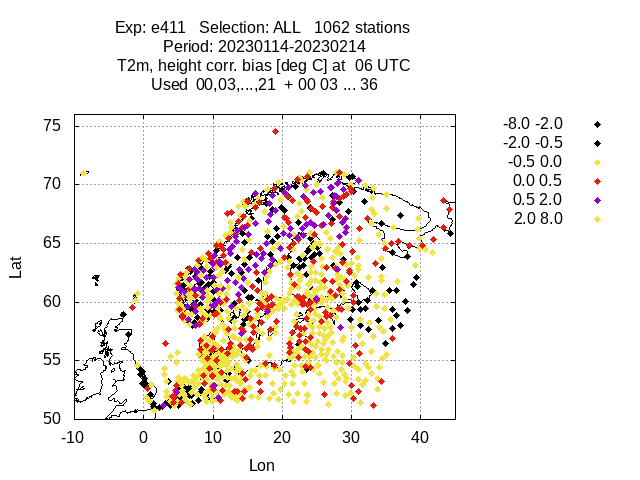 Exp: e411   Selection: ALL   1062 stations
Period: 20230114-20230214
T2m, height corr. bias [deg C] at  06 UTC
Used  00,03,...,21  + 00 03 ... 36
-8.0 -2.0
-2.0 -0.5
-0.5 0.0
0.0 0.5
0.5 2.0
2.0 8.0
75
70
65
60
55
50
Lat
-10 0 10 20 30 40
Lon